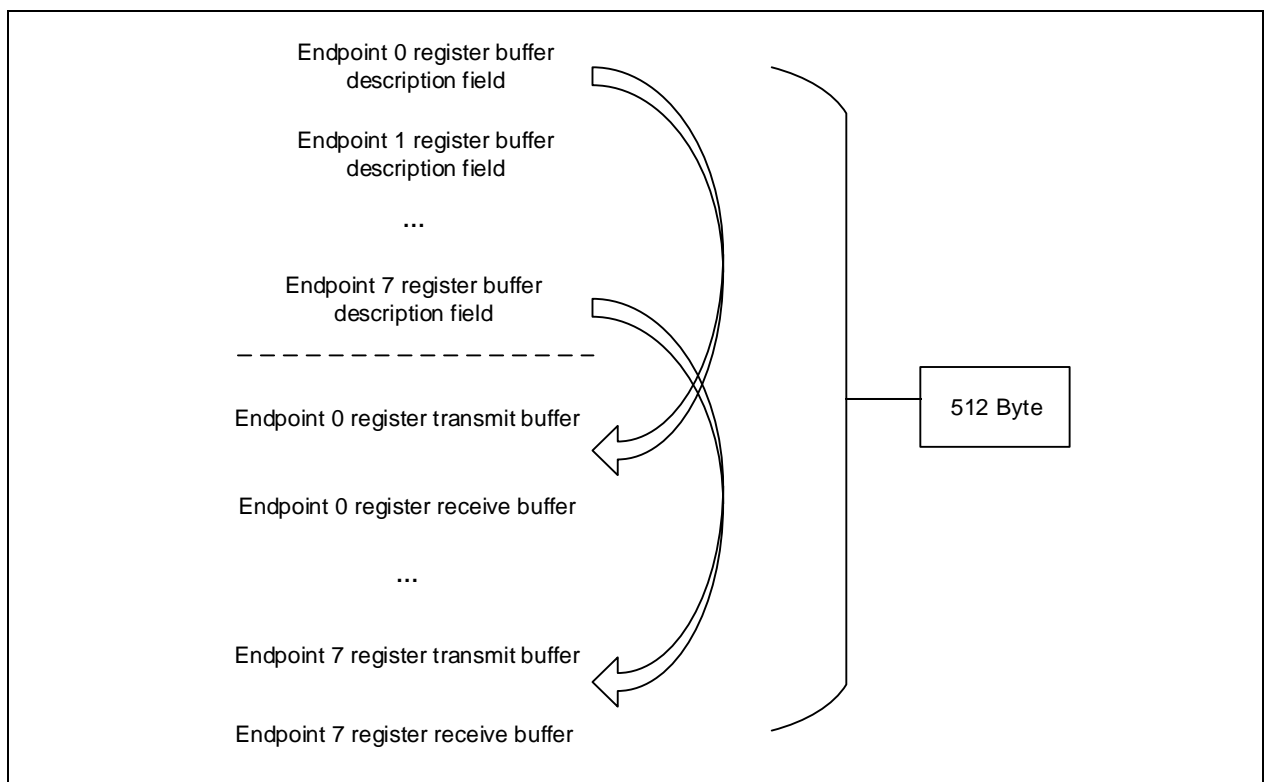 Endpoint 0 register buffer
description field
Endpoint 1 register buffer
description field
...
Endpoint 7 register buffer
description field
Endpoint 0 register transmit buffer
512 Byte
Endpoint 0 register receive buffer
...
Endpoint 7 register transmit buffer
Endpoint 7 register receive buffer